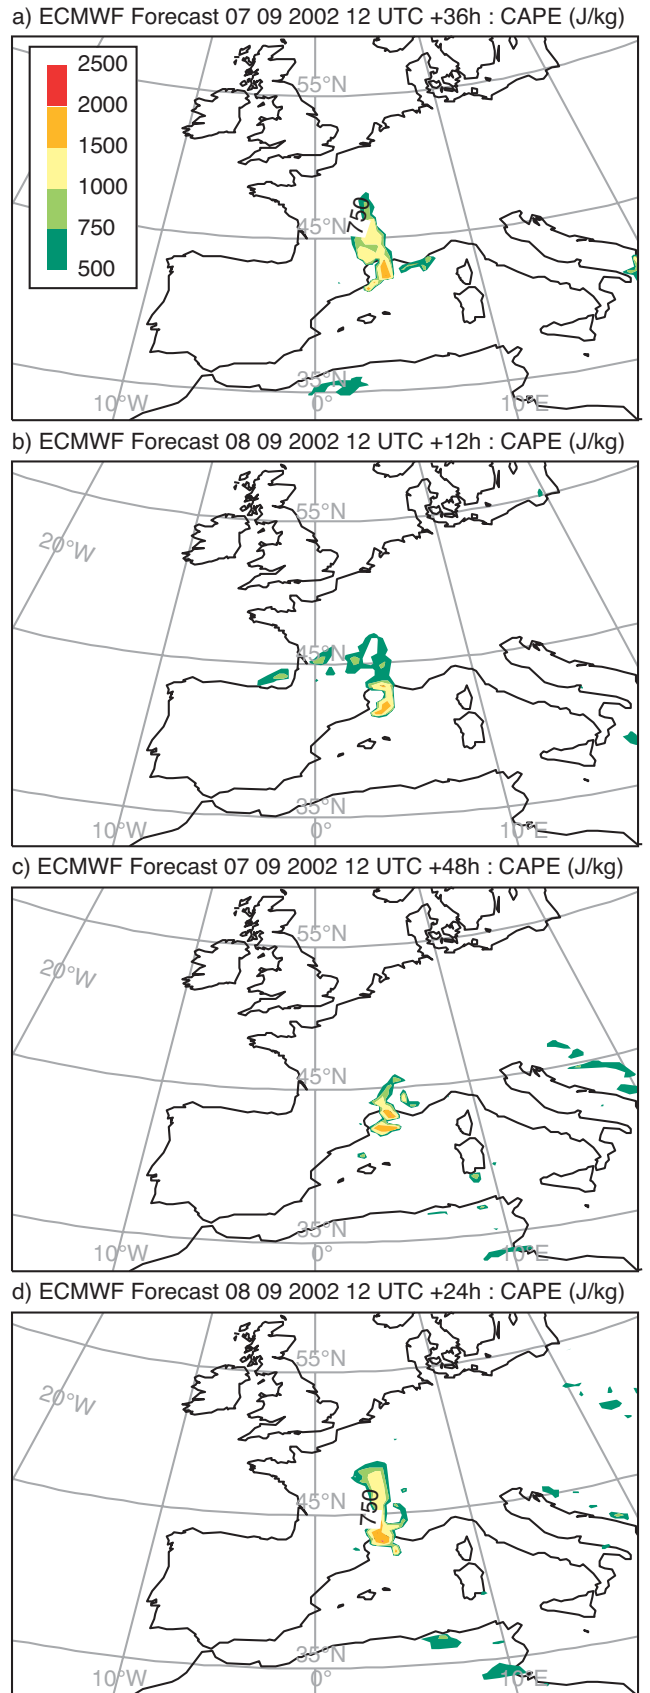 a) ECMWF Forecast 07 09 2002 12 UTC +36h : CAPE (J/kg)
2500
2000
1500
1000
750
500
55°N
750
45°N
35°N
10°W
0°
10°E
b) ECMWF Forecast 08 09 2002 12 UTC +12h : CAPE (J/kg)
55°N
20°W
45°N
35°N
10°W
0°
10°E
c) ECMWF Forecast 07 09 2002 12 UTC +48h : CAPE (J/kg)
55°N
20°W
45°N
35°N
10°W
0°
10°E
d) ECMWF Forecast 08 09 2002 12 UTC +24h : CAPE (J/kg)
55°N
20°W
750
45°N
35°N
10°W
0°
10°E